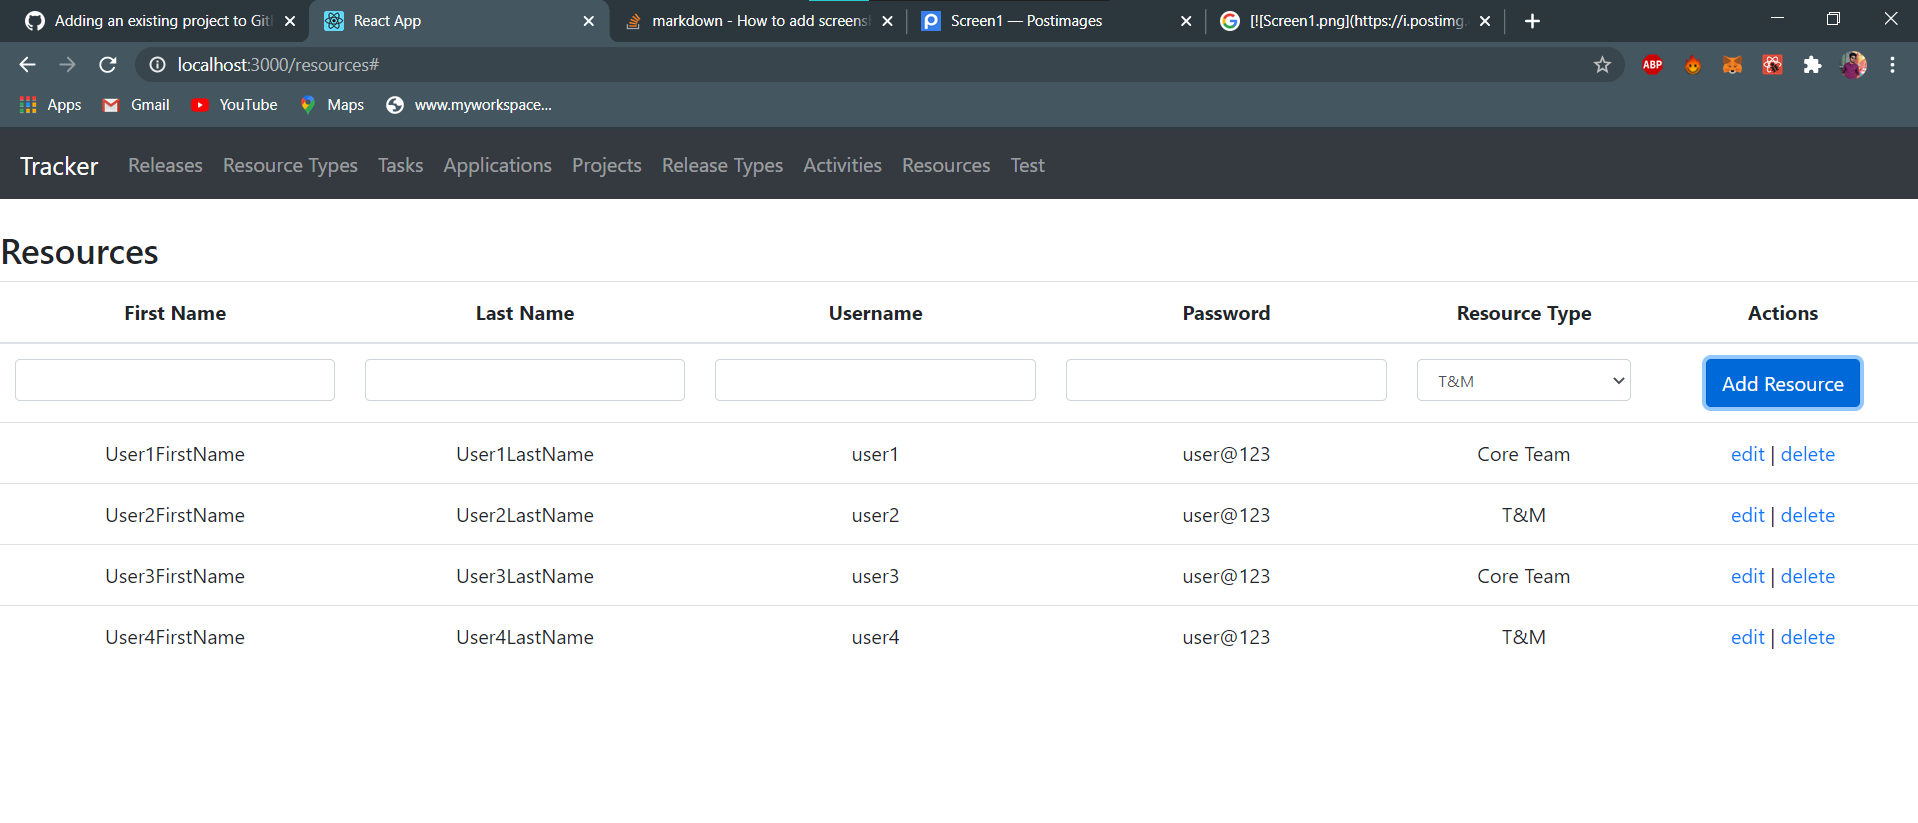 Adding an existing project to Git React App markdown - How to add screens Screen1 — Postimages [![Screen1.png](https://i.postimg.
localhost:3000/resources# ABP
Apps Gmail YouTube Maps www.myworkspace...
Tracker Releases Resource Types Tasks Applications Projects Release Types Activities Resources Test
Resources
First Name Last Name Username Password Resource Type Actions
T&M Add Resource
User1FirstName User1LastName user1 user@123 Core Team edit | delete
User2FirstName User2LastName user2 user@123 T&M edit | delete
User3FirstName User3LastName user3 user@123 Core Team edit | delete
User4FirstName User4LastName user4 user@123 T&M edit | delete